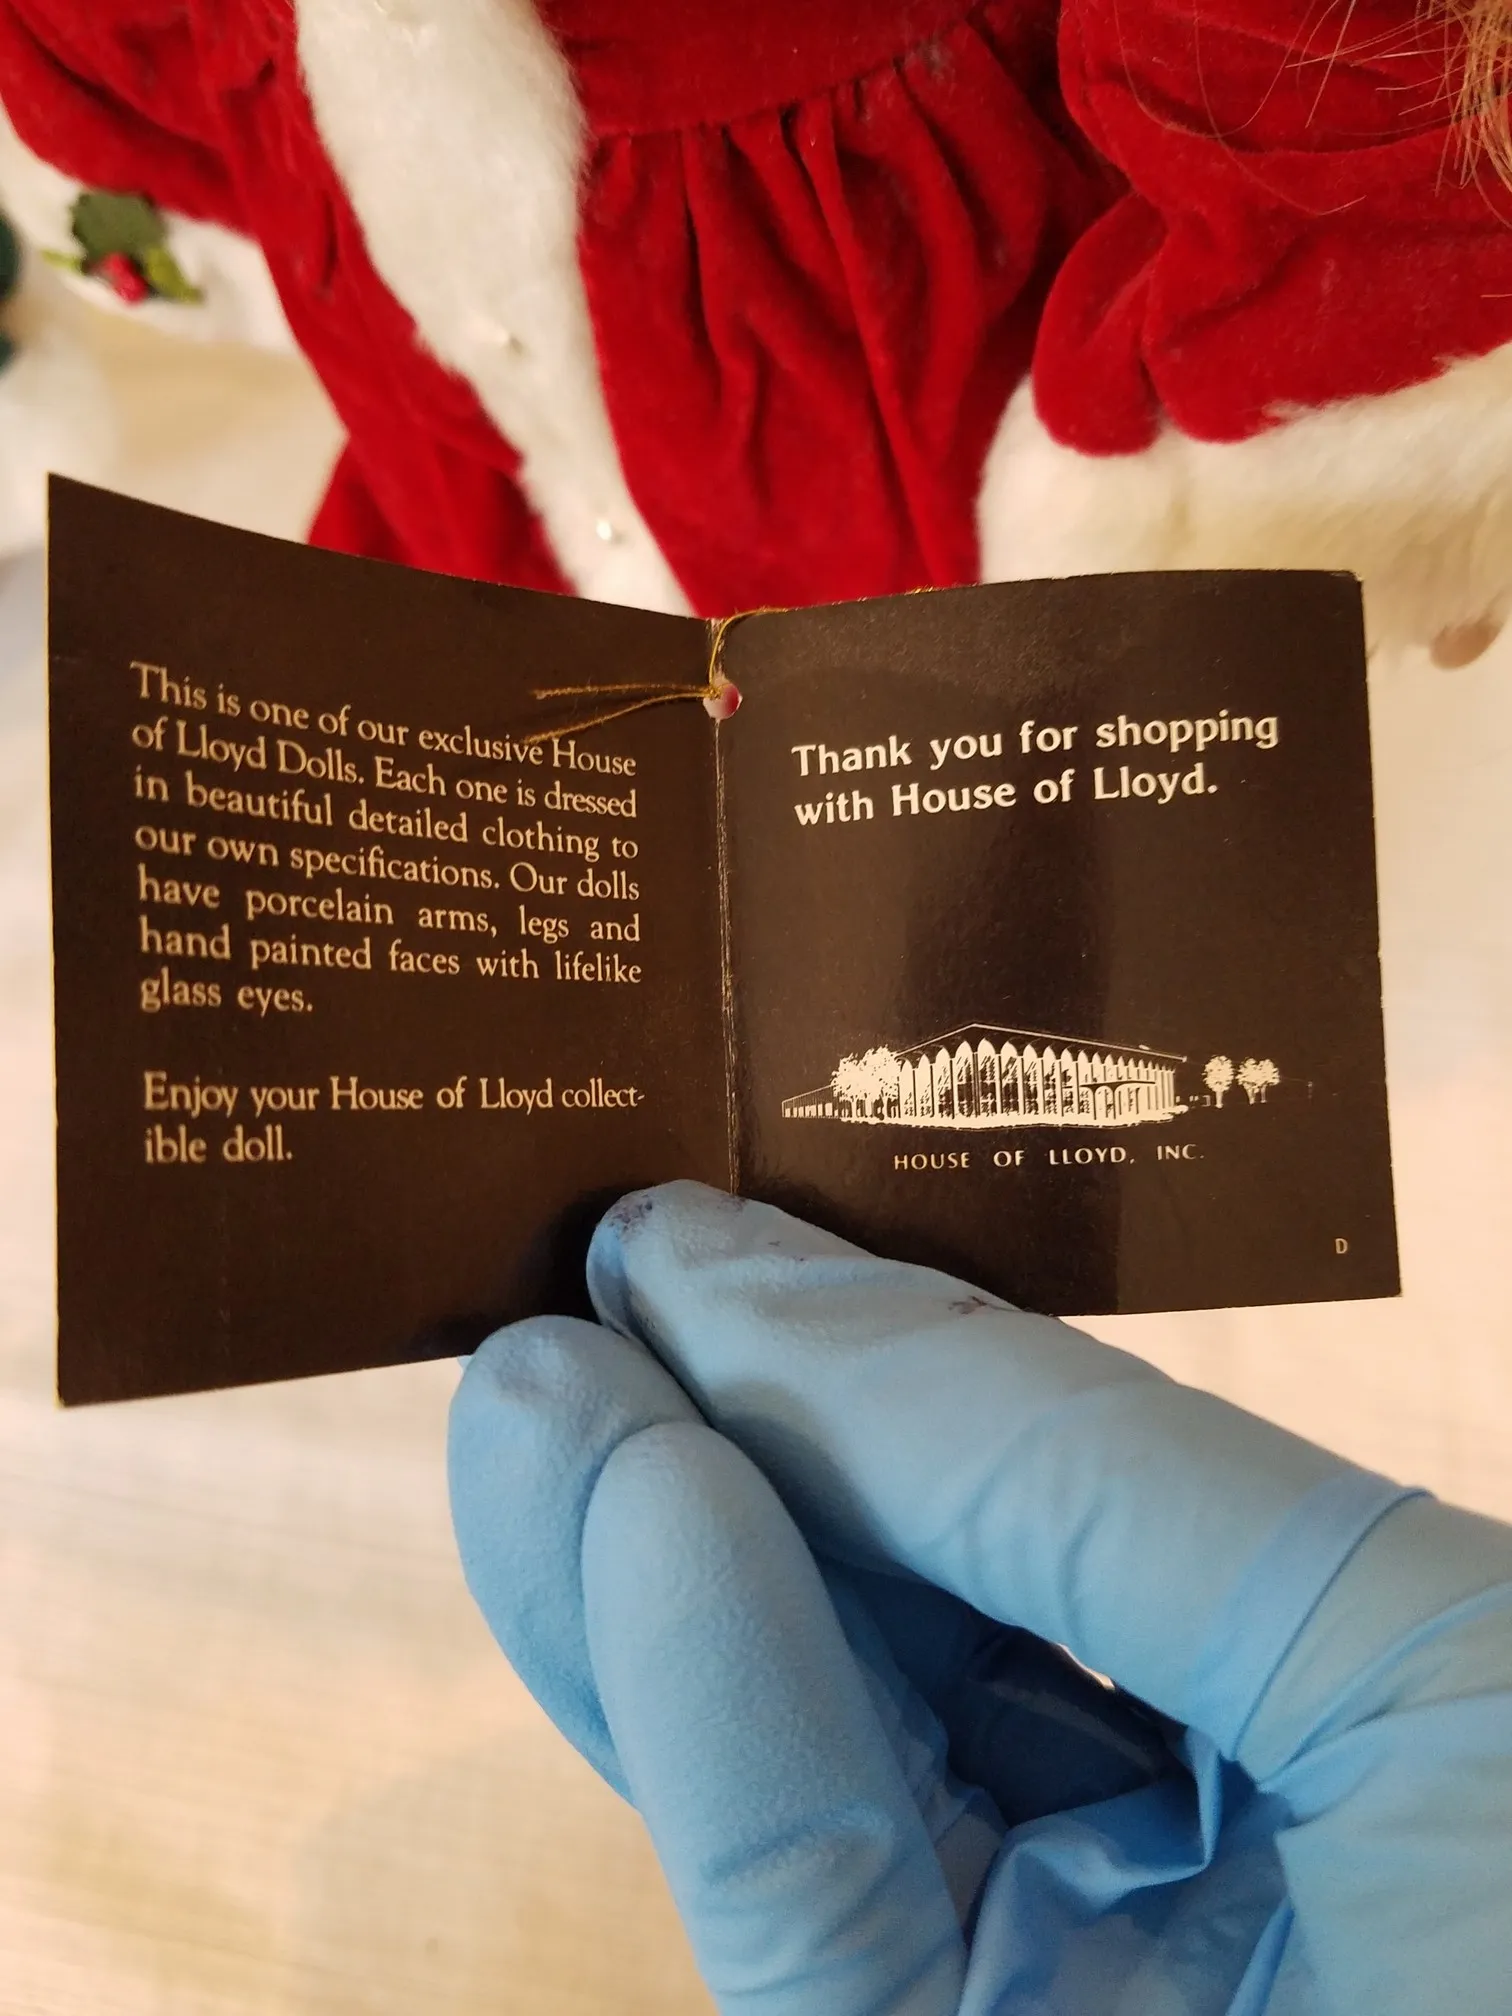 This is one of our exclusive House
of Lloyd Dolls. Each one is dressed
in beautiful detailed clothing to
our own specifications. Our dolls
have porcelain arms, legs and
hand painted faces with lifelike
glass eyes.
Enjoy your House of Lloyd collect-
ible doll.
Thank you for shopping
with House of Lloyd.
HOUSE OF LLOYD, INC.
D